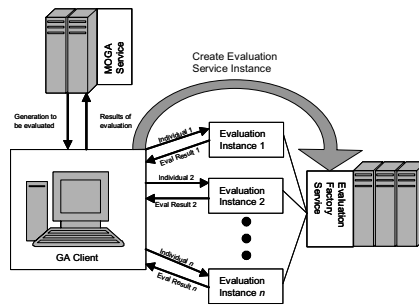 MOGA
Service
Create Evaluation
Service Instance
Generation to
be evaluated
Results of
evaluation
Individual 1
Eval Result 1
Evaluation
Instance 1
Individual 2
Eval Result 2
Evaluation
Instance 2
Individual n
Eval Result n
Evaluation
Instance n
Evaluation
Factory
Service
GA Client